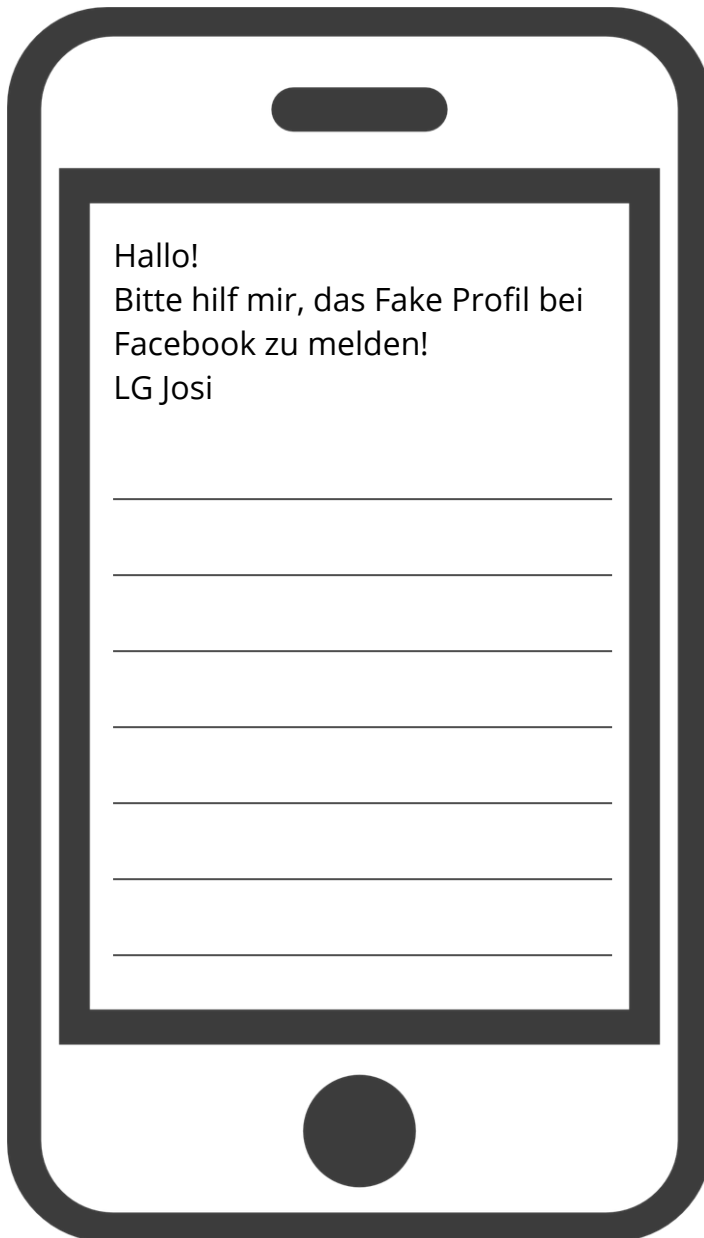 Hallo!
Bitte hilf mir, das Fake Profil bei
Facebook zu melden!
LG Josi